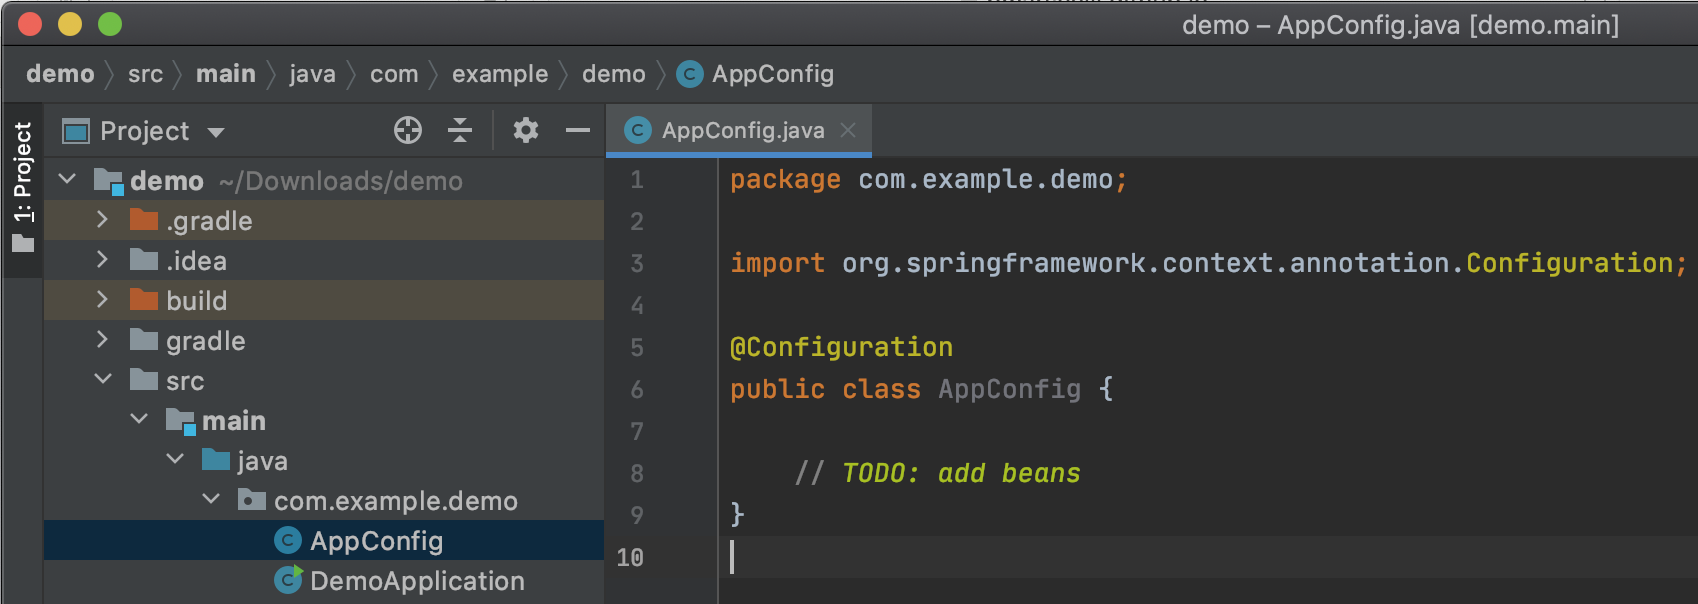 demo – AppConfig.java [demo.main]
demo src main java com example demo C AppConfig
1: Project
Project
demo ~/Downloads/demo
.gradle
.idea
build
gradle
src
main
java
com.example.demo
C AppConfig
C DemoApplication
C AppConfig.java
1 package com.example.demo;
2
3 import org.springframework.context.annotation.Configuration;
4
5 @Configuration
6 public class AppConfig {
7
8 // TODO: add beans
9 }
10